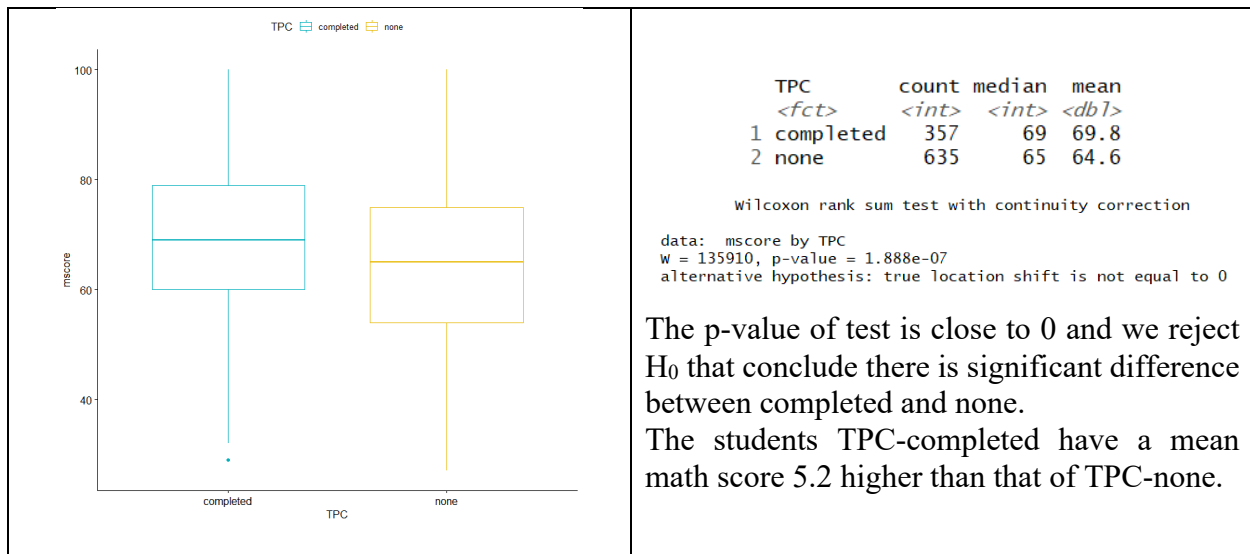 TPC completed none
100
80
60
40
mscore
completed none
TPC
TPC count median mean
<fct> <int> <int> <dbl>
1 completed 357 69 69.8
2 none 635 65 64.6
Wilcoxon rank sum test with continuity correction
data: mscore by TPC
W = 135910, p-value = 1.888e-07
alternative hypothesis: true location shift is not equal to 0
The p-value of test is close to 0 and we reject
H₀ that conclude there is significant difference
between completed and none.
The students TPC-completed have a mean
math score 5.2 higher than that of TPC-none.